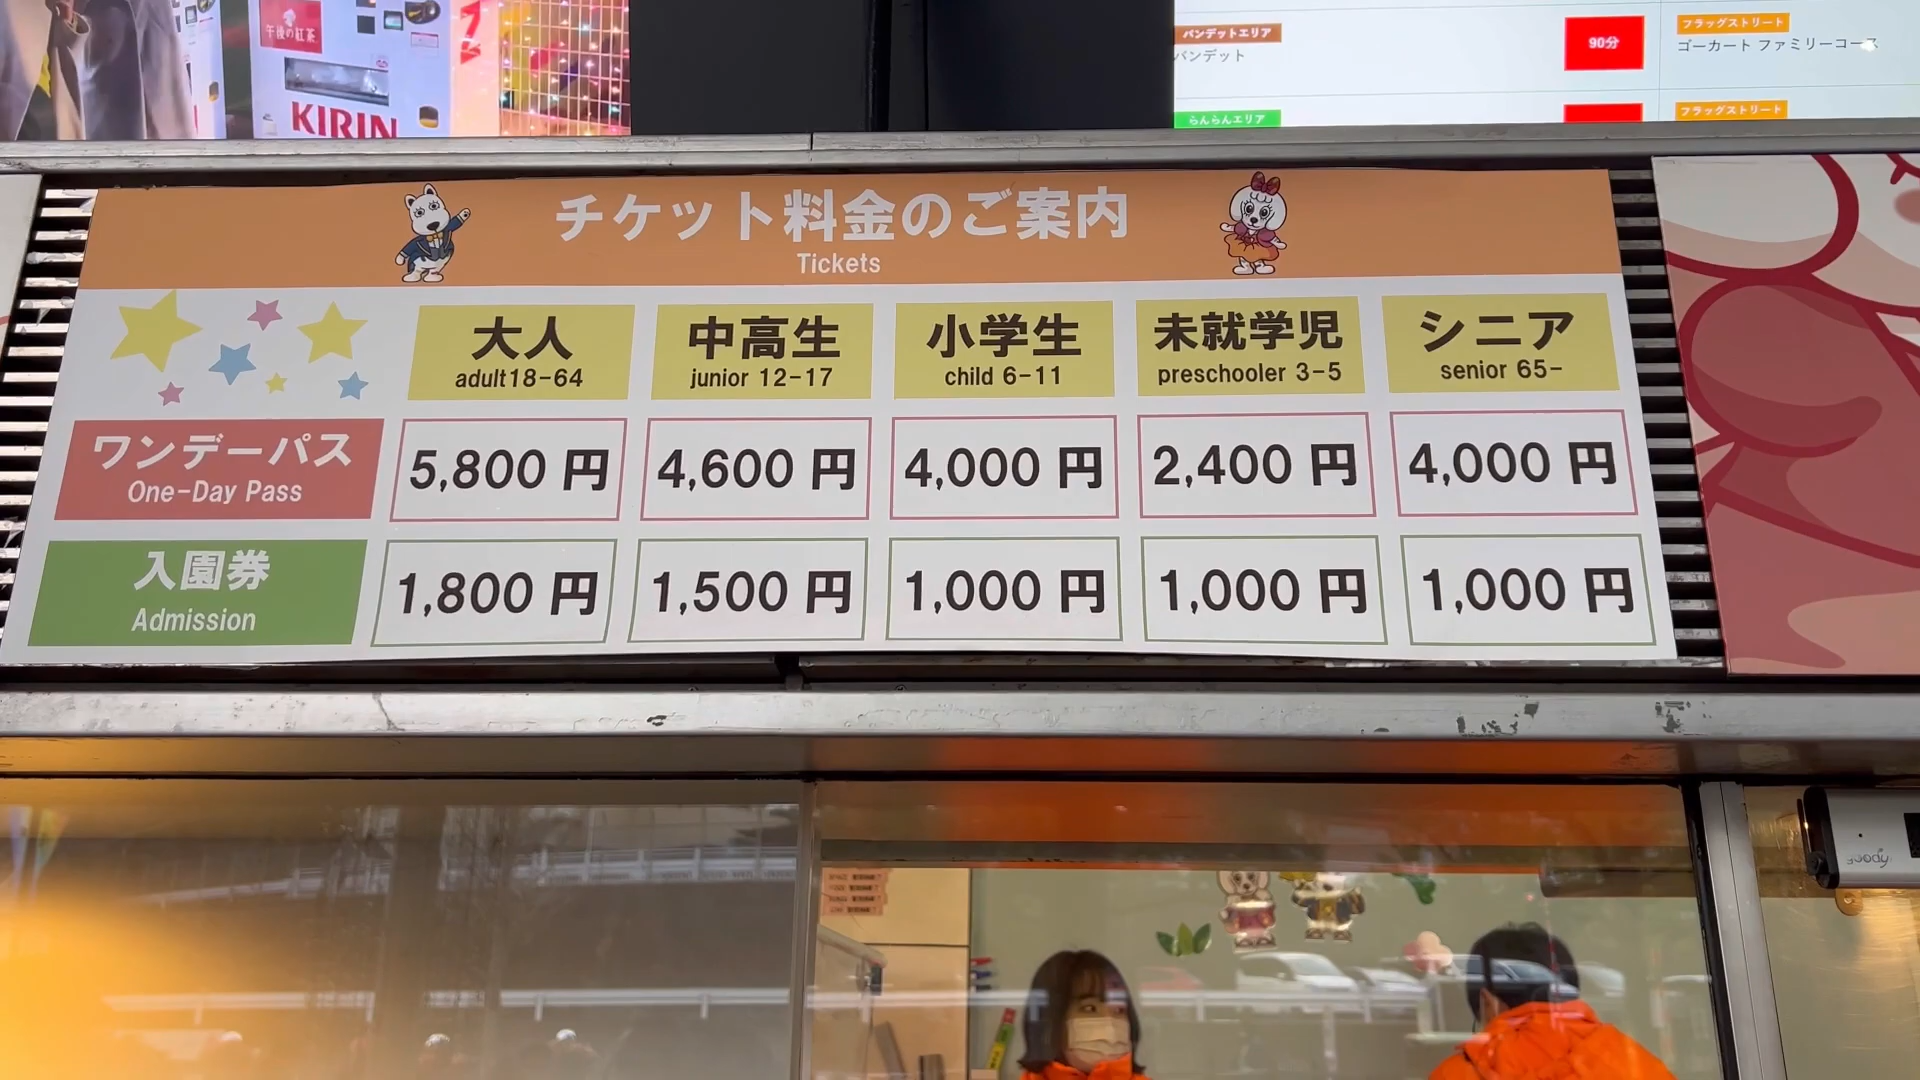 午後の紅茶
KIRIN
バンデットエリア
バンデット
90分
フラッグストリート
ゴーカート ファミリーコース
らんらんエリア
フラッグストリート
チケット料金のご案内
Tickets
大人 中高生 小学生 未就学児 シニア
adult18-64 junior 12-17 child 6-11 preschooler 3-5 senior 65-
ワンデーパス 5,800 円 4,600 円 4,000 円 2,400 円 4,000 円
One-Day Pass
入園券 1,800 円 1,500 円 1,000 円 1,000 円 1,000 円
Admission